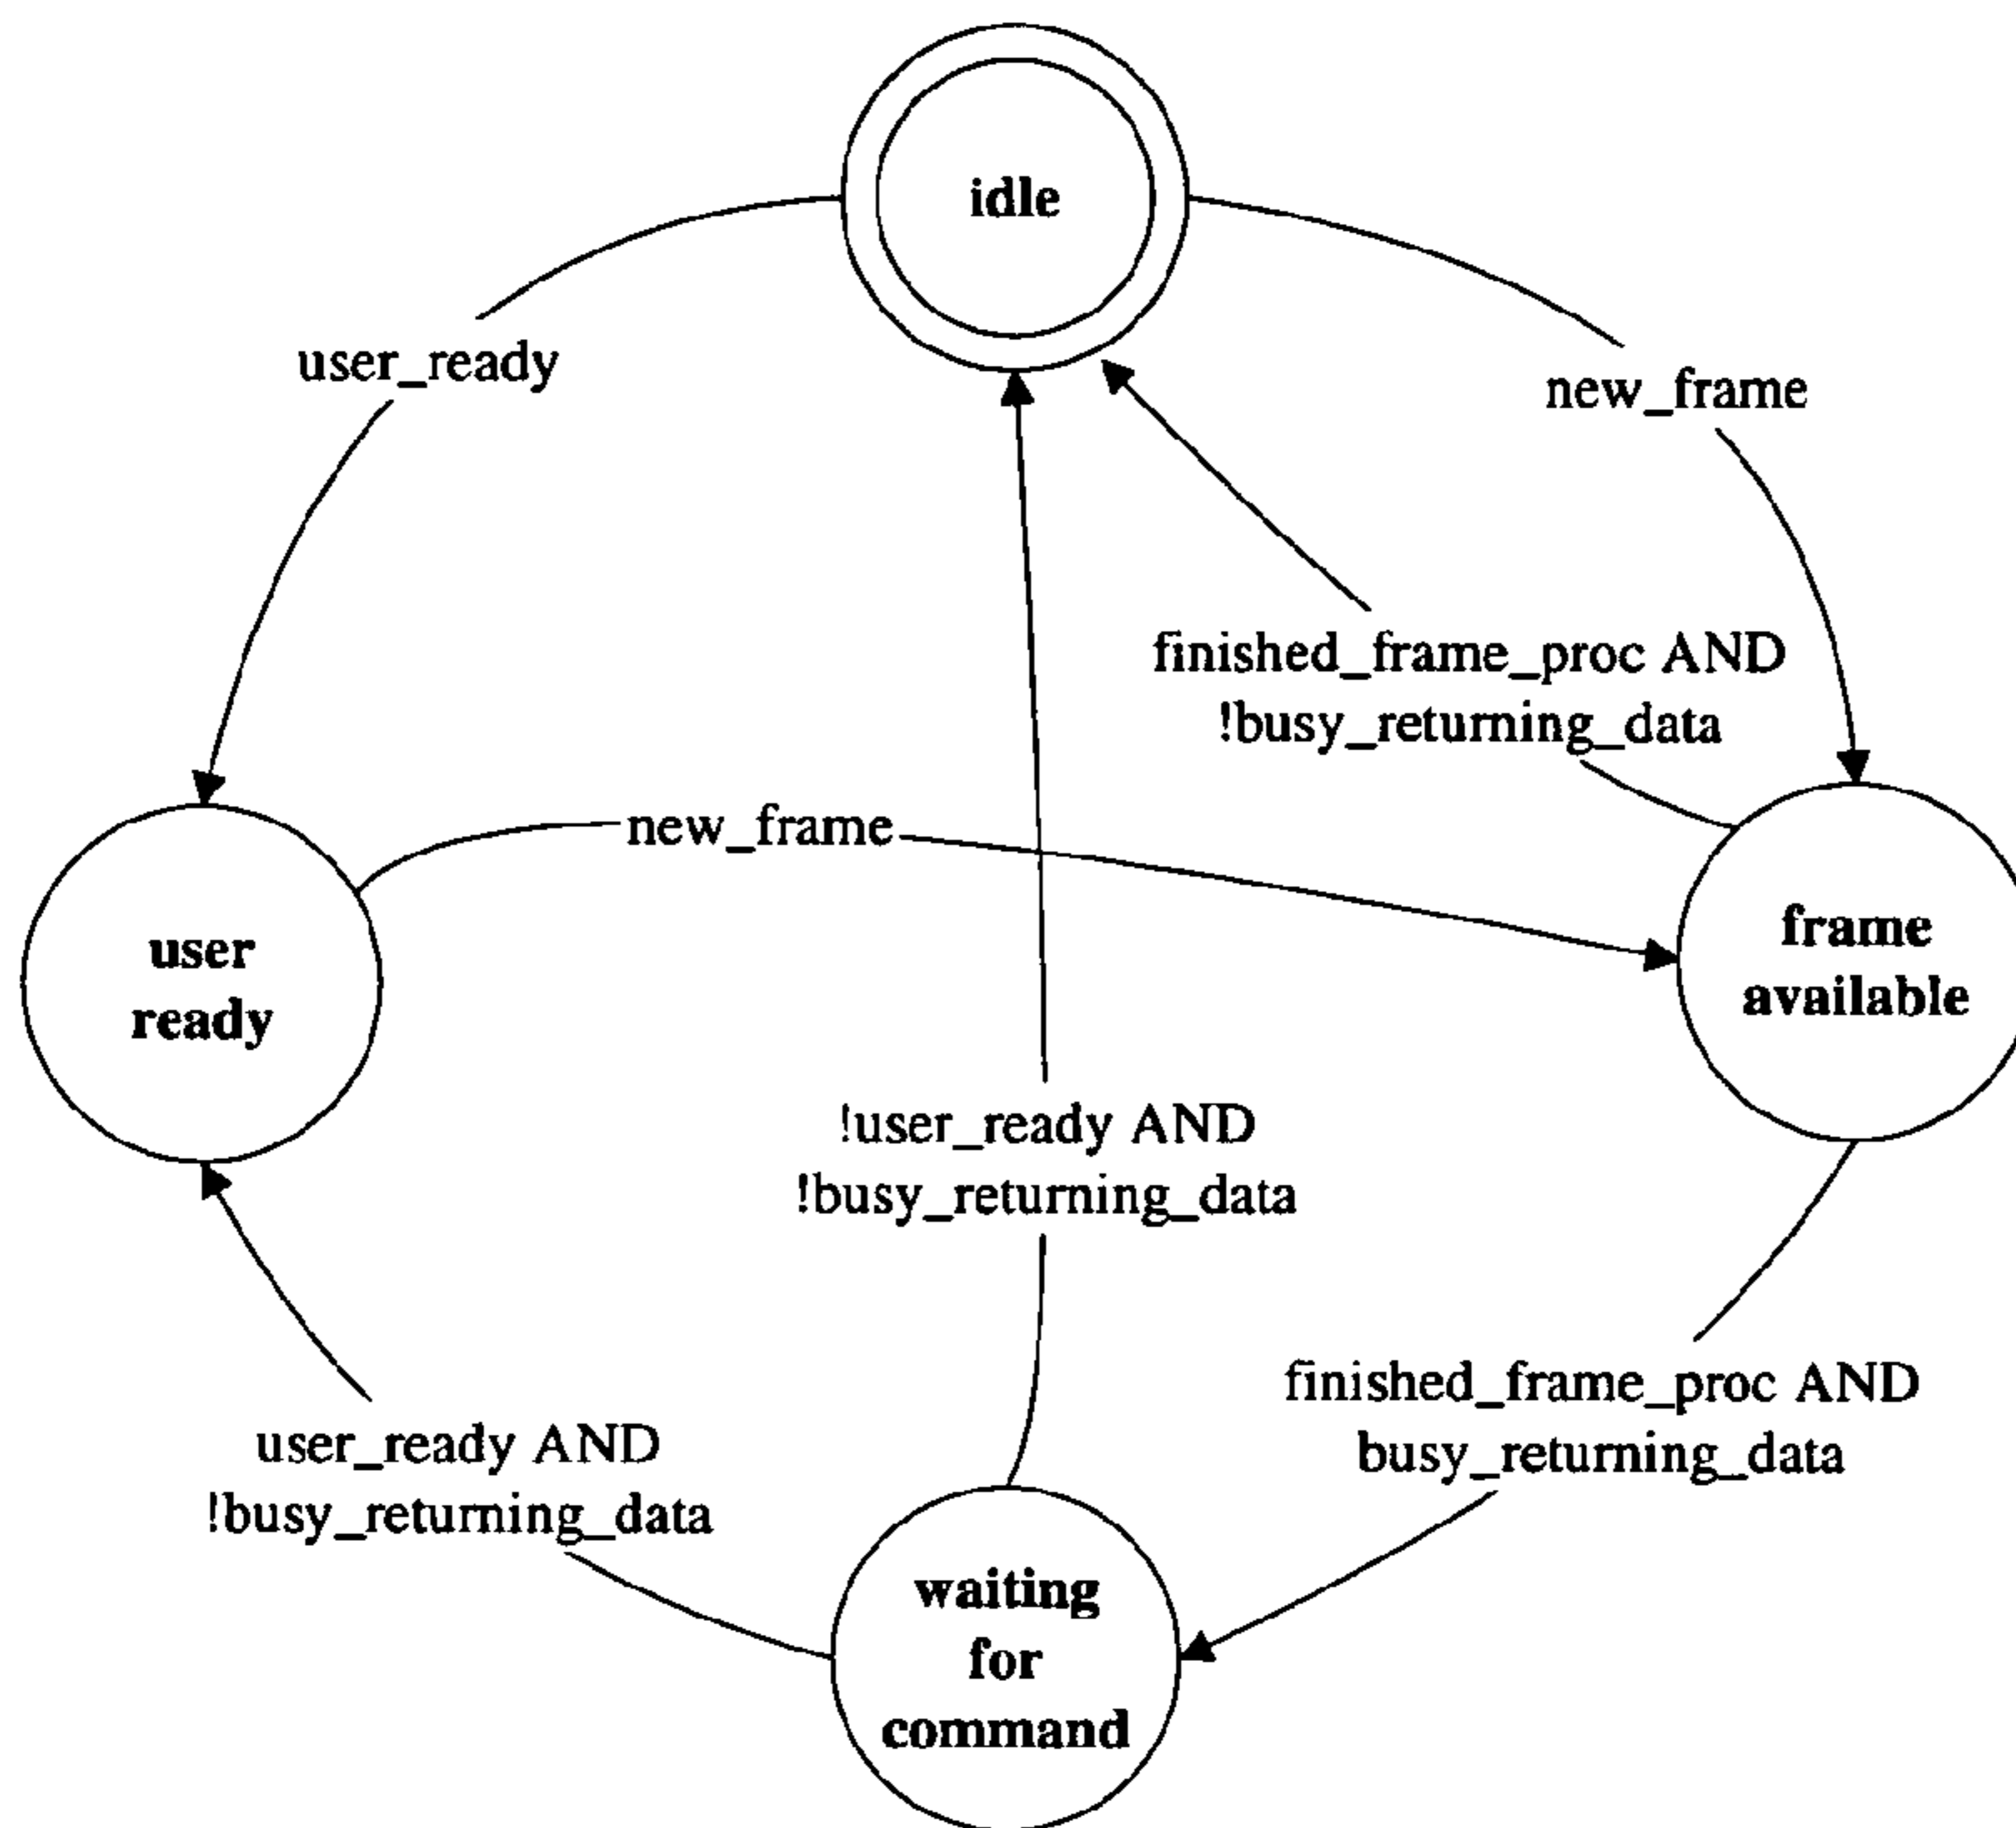 idle
user_ready
new_frame
finished_frame_proc AND
!busy_returning_data
new_frame
user
ready
frame
available
!user_ready AND
!busy_returning_data
finished_frame_proc AND
busy_returning_data
user_ready AND
!busy_returning_data
waiting
for
command